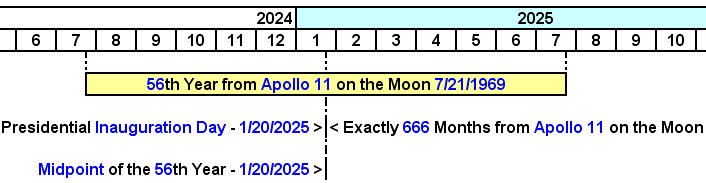 2024 2025
6 7 8 9 10 11 12 1 2 3 4 5 6 7 8 9 10
56th Year from Apollo 11 on the Moon 7/21/1969
Presidential Inauguration Day - 1/20/2025 > < Exactly 666 Months from Apollo 11 on the Moon
Midpoint of the 56th Year - 1/20/2025 >